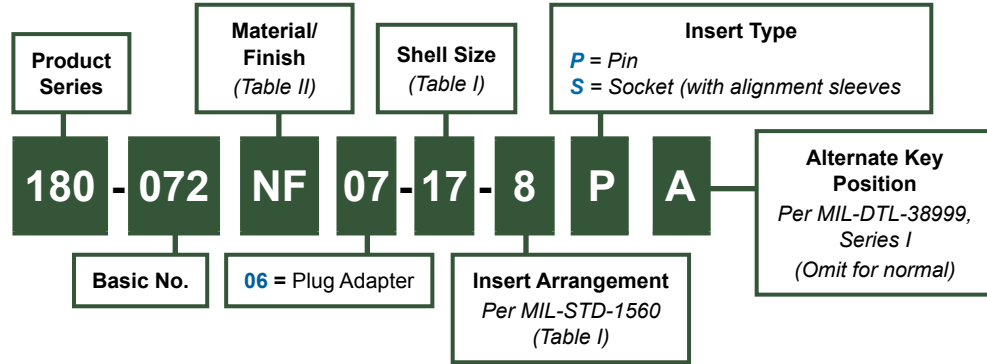 Product
Series
Material/
Finish
(Table II)
Shell Size
(Table I)
Insert Type
P = Pin
S = Socket (with alignment sleeves
180 - 072 NF 07 - 17 - 8 P A
Alternate Key
Position
Per MIL-DTL-38999,
Series I
(Omit for normal)
Basic No.
06 = Plug Adapter
Insert Arrangement
Per MIL-STD-1560
(Table I)